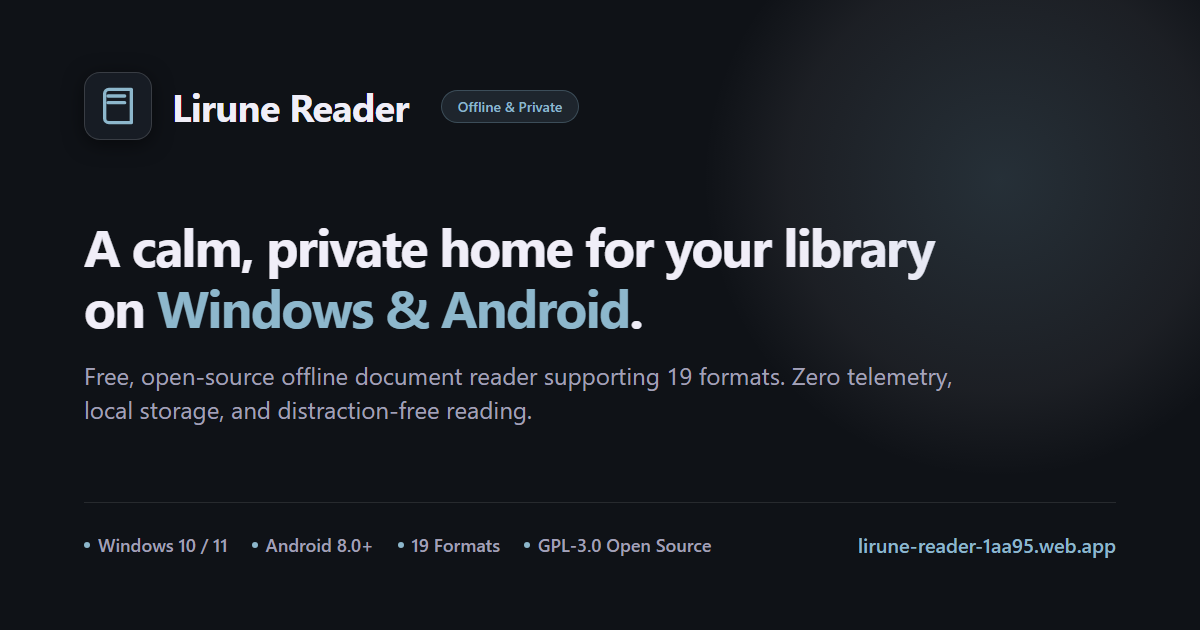 Lirune Reader
Offline & Private
A calm, private home for your library
on Windows & Android.
Free, open-source offline document reader supporting 19 formats. Zero telemetry,
local storage, and distraction-free reading.
• Windows 10 / 11 • Android 8.0+ • 19 Formats • GPL-3.0 Open Source
lirune-reader-1aa95.web.app